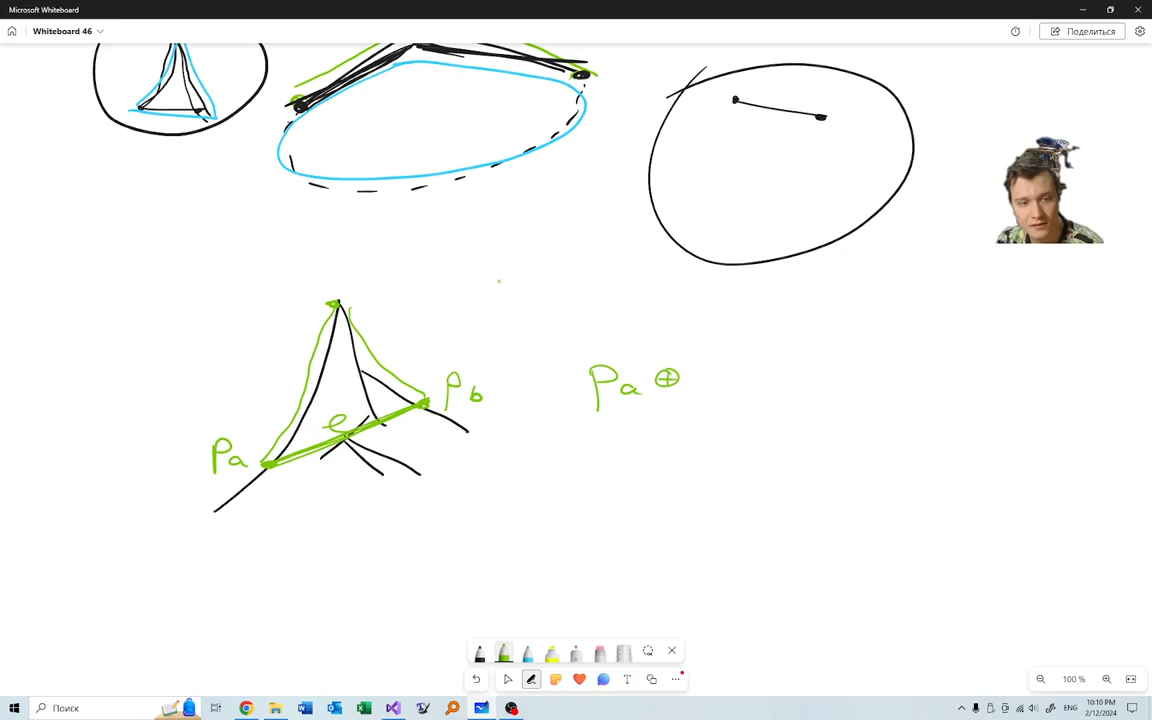 Microsoft Whiteboard
Whiteboard 46
Поделиться
Pb
Pa ⊕
e
Pa
100 %
Поиск
ENG
10:10 PM
2/12/2024